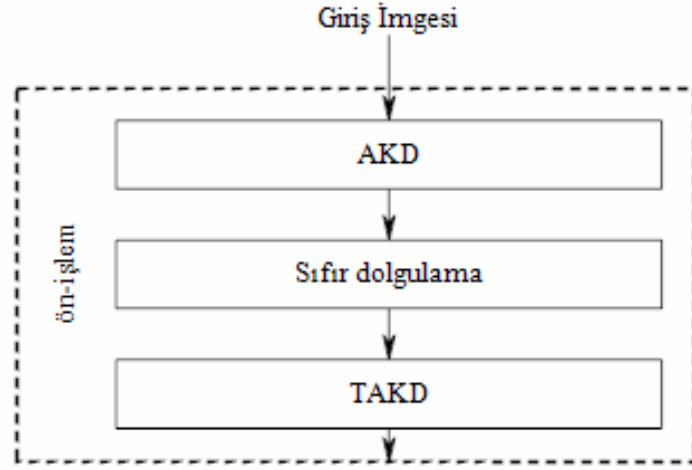 Giriş İmgesi
AKD
ön-işlem
Sıfır dolgulama
TAKD